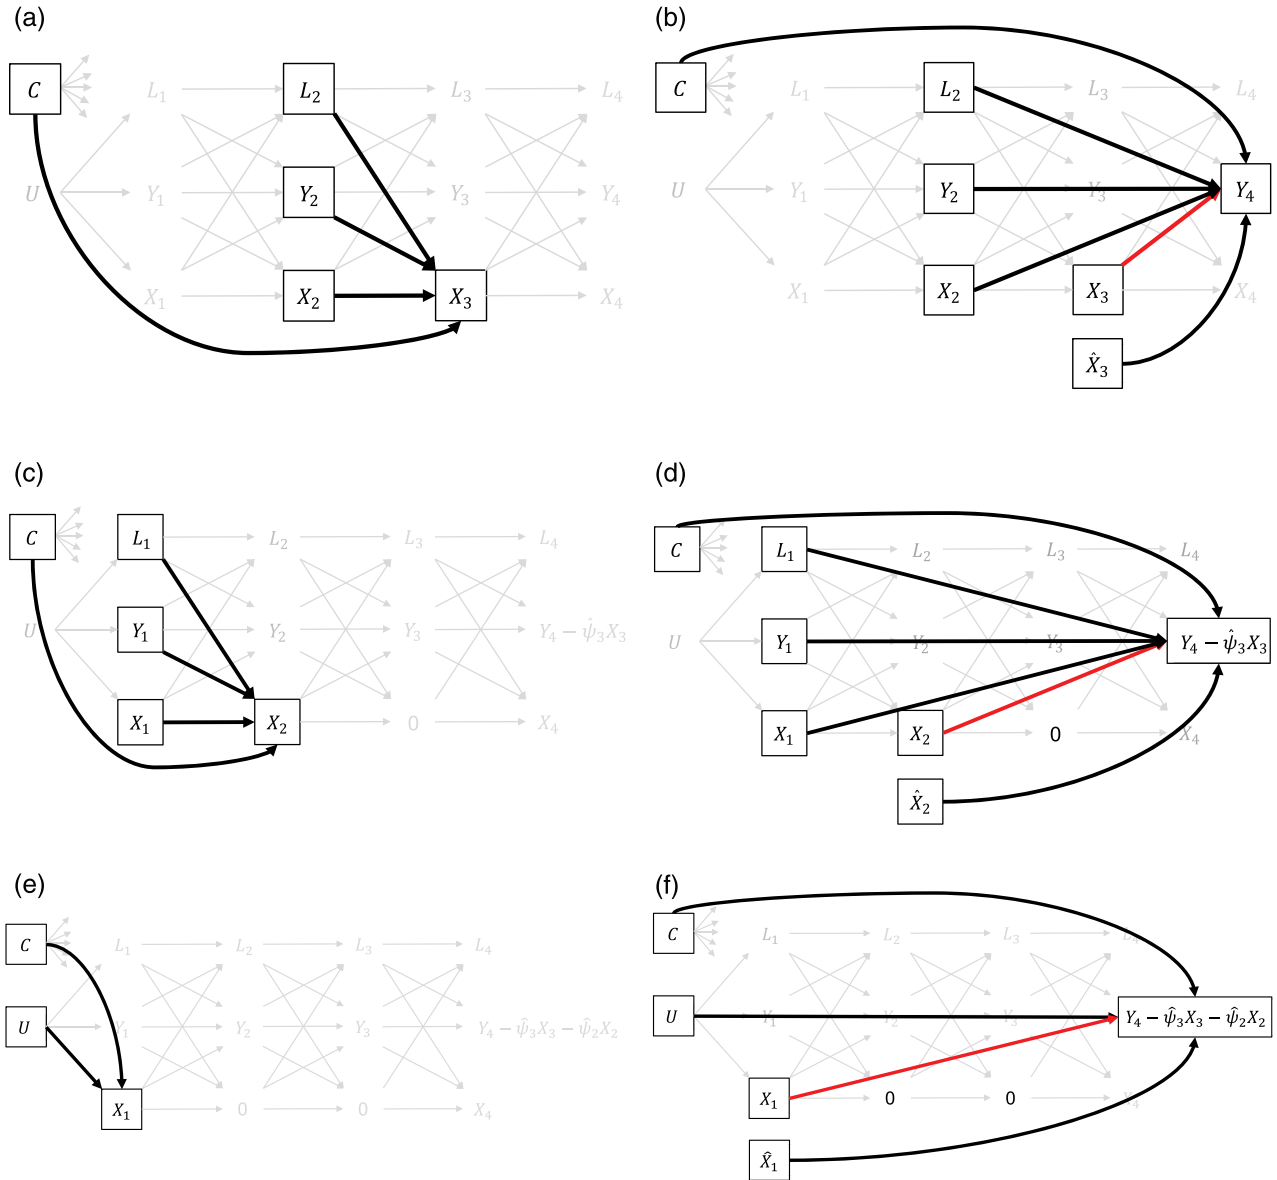 (a)
C L₁ L₂ L₃ L₄
U Y₁ Y₂ Y₃ Y₄
X₁ X₂ X₃ X₄
(b)
C L₁ L₂ L₃ L₄
U Y₁ Y₂ Y₃ Y₄
X₁ X₂ X₃ X₄
X̂₃
(c)
C L₁ L₂ L₃ L₄
U Y₁ Y₂ Y₃ Y₄ − ψ̂₃X₃
X₁ X₂ 0 X₄
(d)
C L₁ L₂ L₃ L₄
U Y₁ Y₂ Y₃ Y₄ − ψ̂₃X₃
X₁ X₂ 0 X₄
X̂₂
(e)
C L₁ L₂ L₃ L₄
U Y₁ Y₂ Y₃ Y₄ − ψ̂₃X₃ − ψ̂₂X₂
X₁ 0 0 X₄
(f)
C L₁ L₂ L₃ L₄
U Y₁ Y₂ Y₃ Y₄ − ψ̂₃X₃ − ψ̂₂X₂
X₁ 0 0 X₄
X̂₁